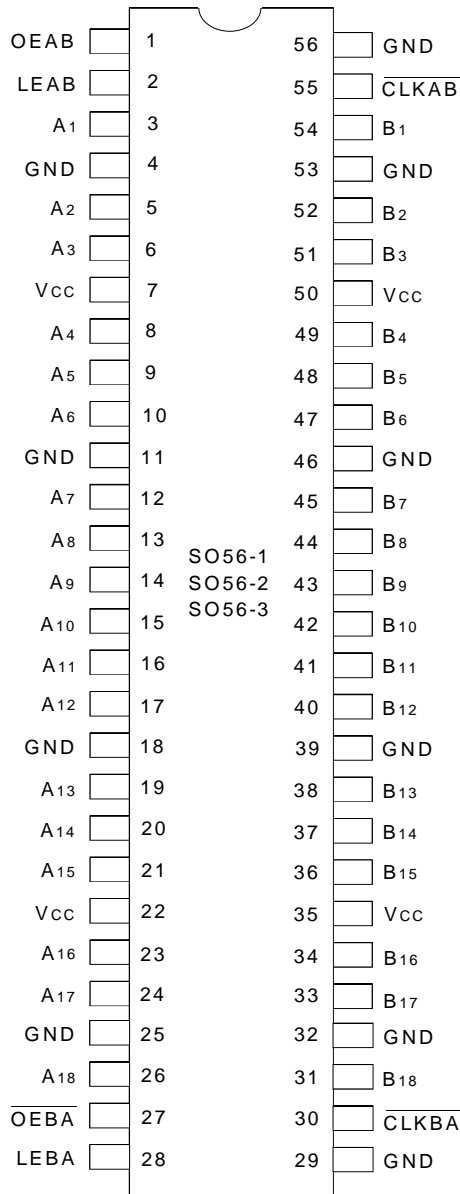 OEAB 1 56 GND
LEAB 2 55 C̅L̅K̅A̅B̅
A1 3 54 B1
GND 4 53 GND
A2 5 52 B2
A3 6 51 B3
VCC 7 50 VCC
A4 8 49 B4
A5 9 48 B5
A6 10 47 B6
GND 11 46 GND
A7 12 45 B7
A8 13 44 B8
SO56-1
A9 14 SO56-2 43 B9
SO56-3
A10 15 42 B10
A11 16 41 B11
A12 17 40 B12
GND 18 39 GND
A13 19 38 B13
A14 20 37 B14
A15 21 36 B15
VCC 22 35 VCC
A16 23 34 B16
A17 24 33 B17
GND 25 32 GND
A18 26 31 B18
O̅E̅B̅A̅ 27 30 C̅L̅K̅B̅A̅
LEBA 28 29 GND